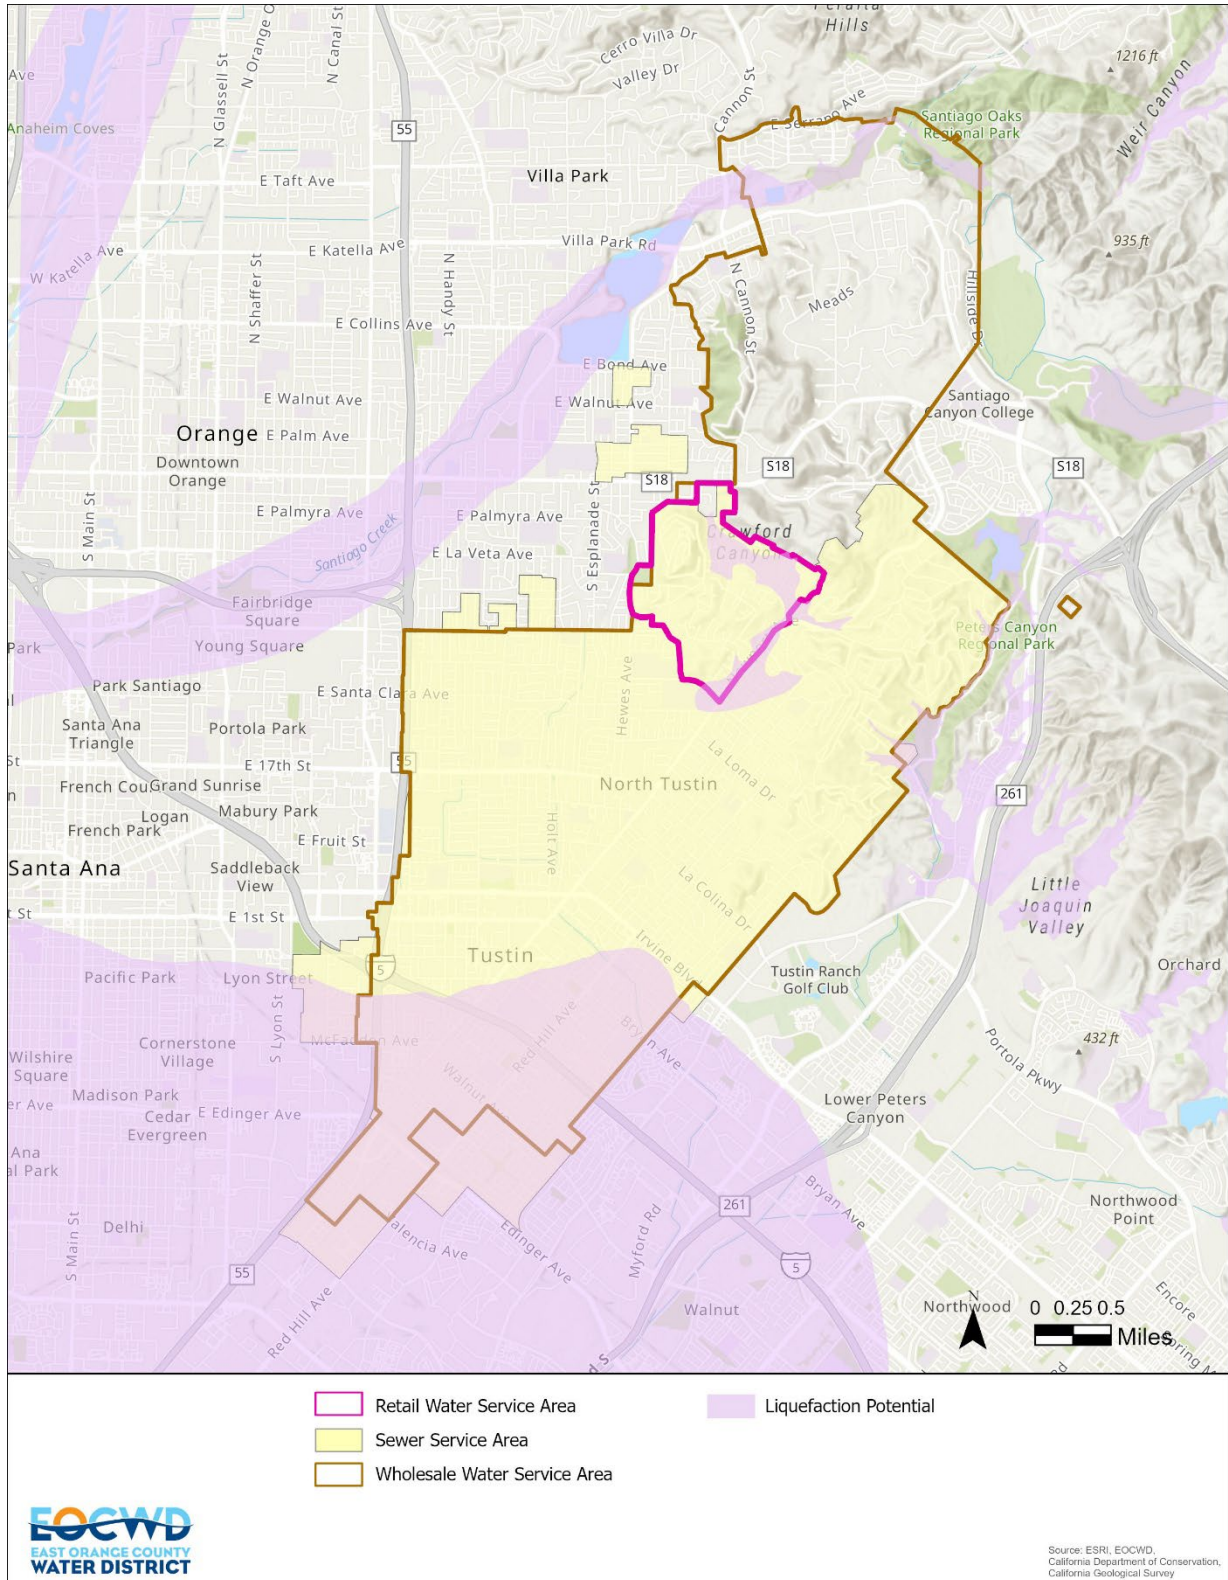 Peralta
Hills
1216 ft
Cerro Villa Dr
Valley Dr
N Orange O
N Canal St
N Glassell St
Ave
Cannon St
E Serrano Ave
Santiago Oaks
Regional Park
Weir Canyon
Anaheim Coves
55
E Taft Ave
Villa Park
W Katella Ave
E Katella Ave
Villa Park Rd
935 ft
N Shaffer St
N Handy St
N Cannon St
Meads
Hillside Dr
E Collins Ave
E Bond Ave
E Walnut Ave
E Walnut Ave
Santiago
Canyon College
Orange
E Palm Ave
Downtown
Orange
S18
S18
S18
S Main St
E Palmyra Ave
E Palmyra Ave
S Esplanade St
Crawford
Canyon
Santiago Creek
E La Veta Ave
Fairbridge
Square
Peters Canyon
Regional Park
Park
Young Square
Park Santiago
E Santa Clara Ave
Hewes Ave
Santa Ana
Triangle
Portola Park
St
E 17th St
55
La Loma Dr
North Tustin
261
n
French Cou
Grand Sunrise
Logan
Mabury Park
French Park
E Fruit St
Holt Ave
Santa Ana
Saddleback
View
La Colina Dr
Little
Joaquin
Valley
t St
E 1st St
Tustin
Irvine Blv
5
Pacific Park
Lyon Street
Tustin Ranch
Golf Club
Orchard
S Lyon St
McFadden Ave
Red Hill Ave
Bryan Ave
Cornerstone
Village
432 ft
Wilshire
Square
Portola Pkwy
Walnut Ave
Madison Park
er Ave
Cedar
Evergreen
E Edinger Ave
Lower Peters
Canyon
Ana
al Park
Delhi
S Main St
261
Bryan Ave
Northwood
Point
alencia Ave
Edinger Ave
Myford Rd
55
5
Red Hill Ave
Walnut
Encore
Spring M
d S
N
Northwood
0 0.25 0.5
Miles
Retail Water Service Area
Sewer Service Area
Wholesale Water Service Area
Liquefaction Potential
EOCWD
EAST ORANGE COUNTY
WATER DISTRICT
Source: ESRI, EOCWD,
California Department of Conservation,
California Geological Survey